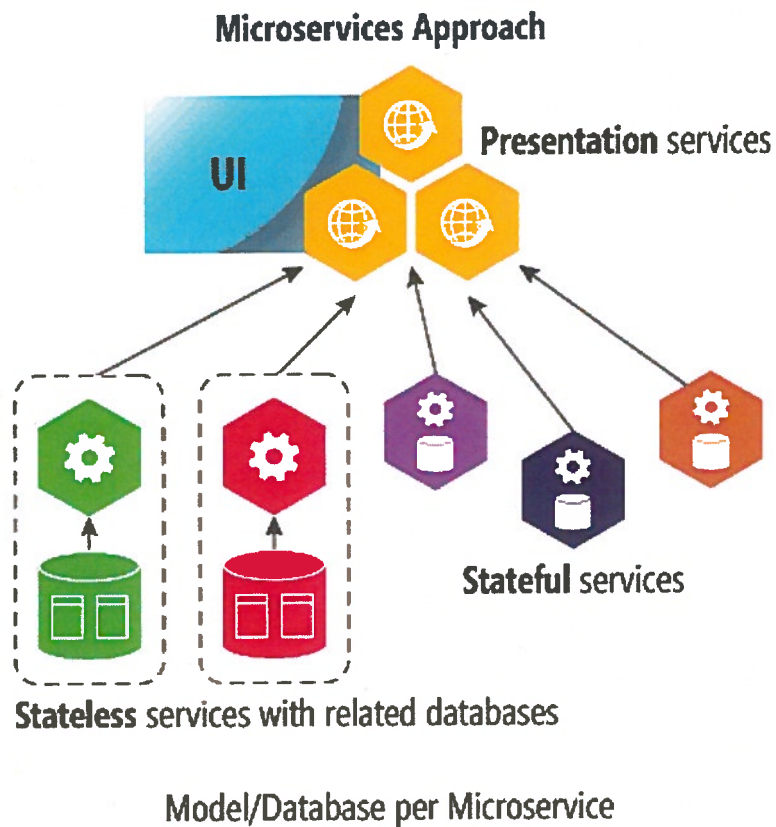 Microservices Approach
UI
Presentation services
Stateful services
Stateless services with related databases
Model/Database per Microservice